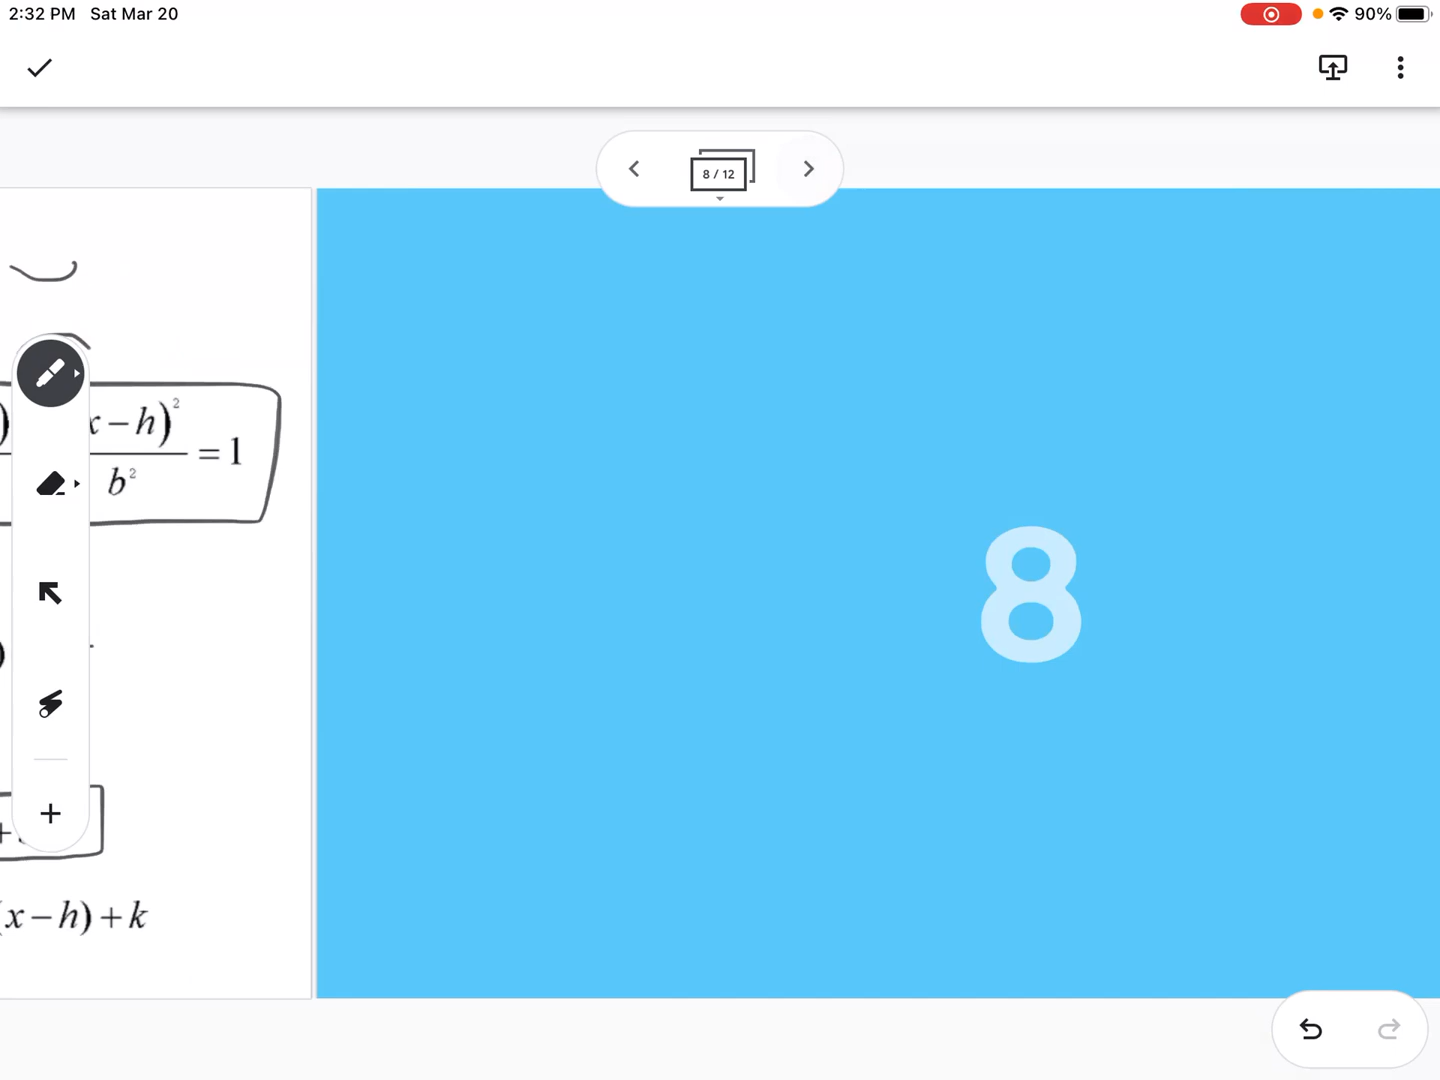 2:32 PM Sat Mar 20
90%
8 / 12
x – h)²
b²
= 1
8
)
)
+
(x – h) + k